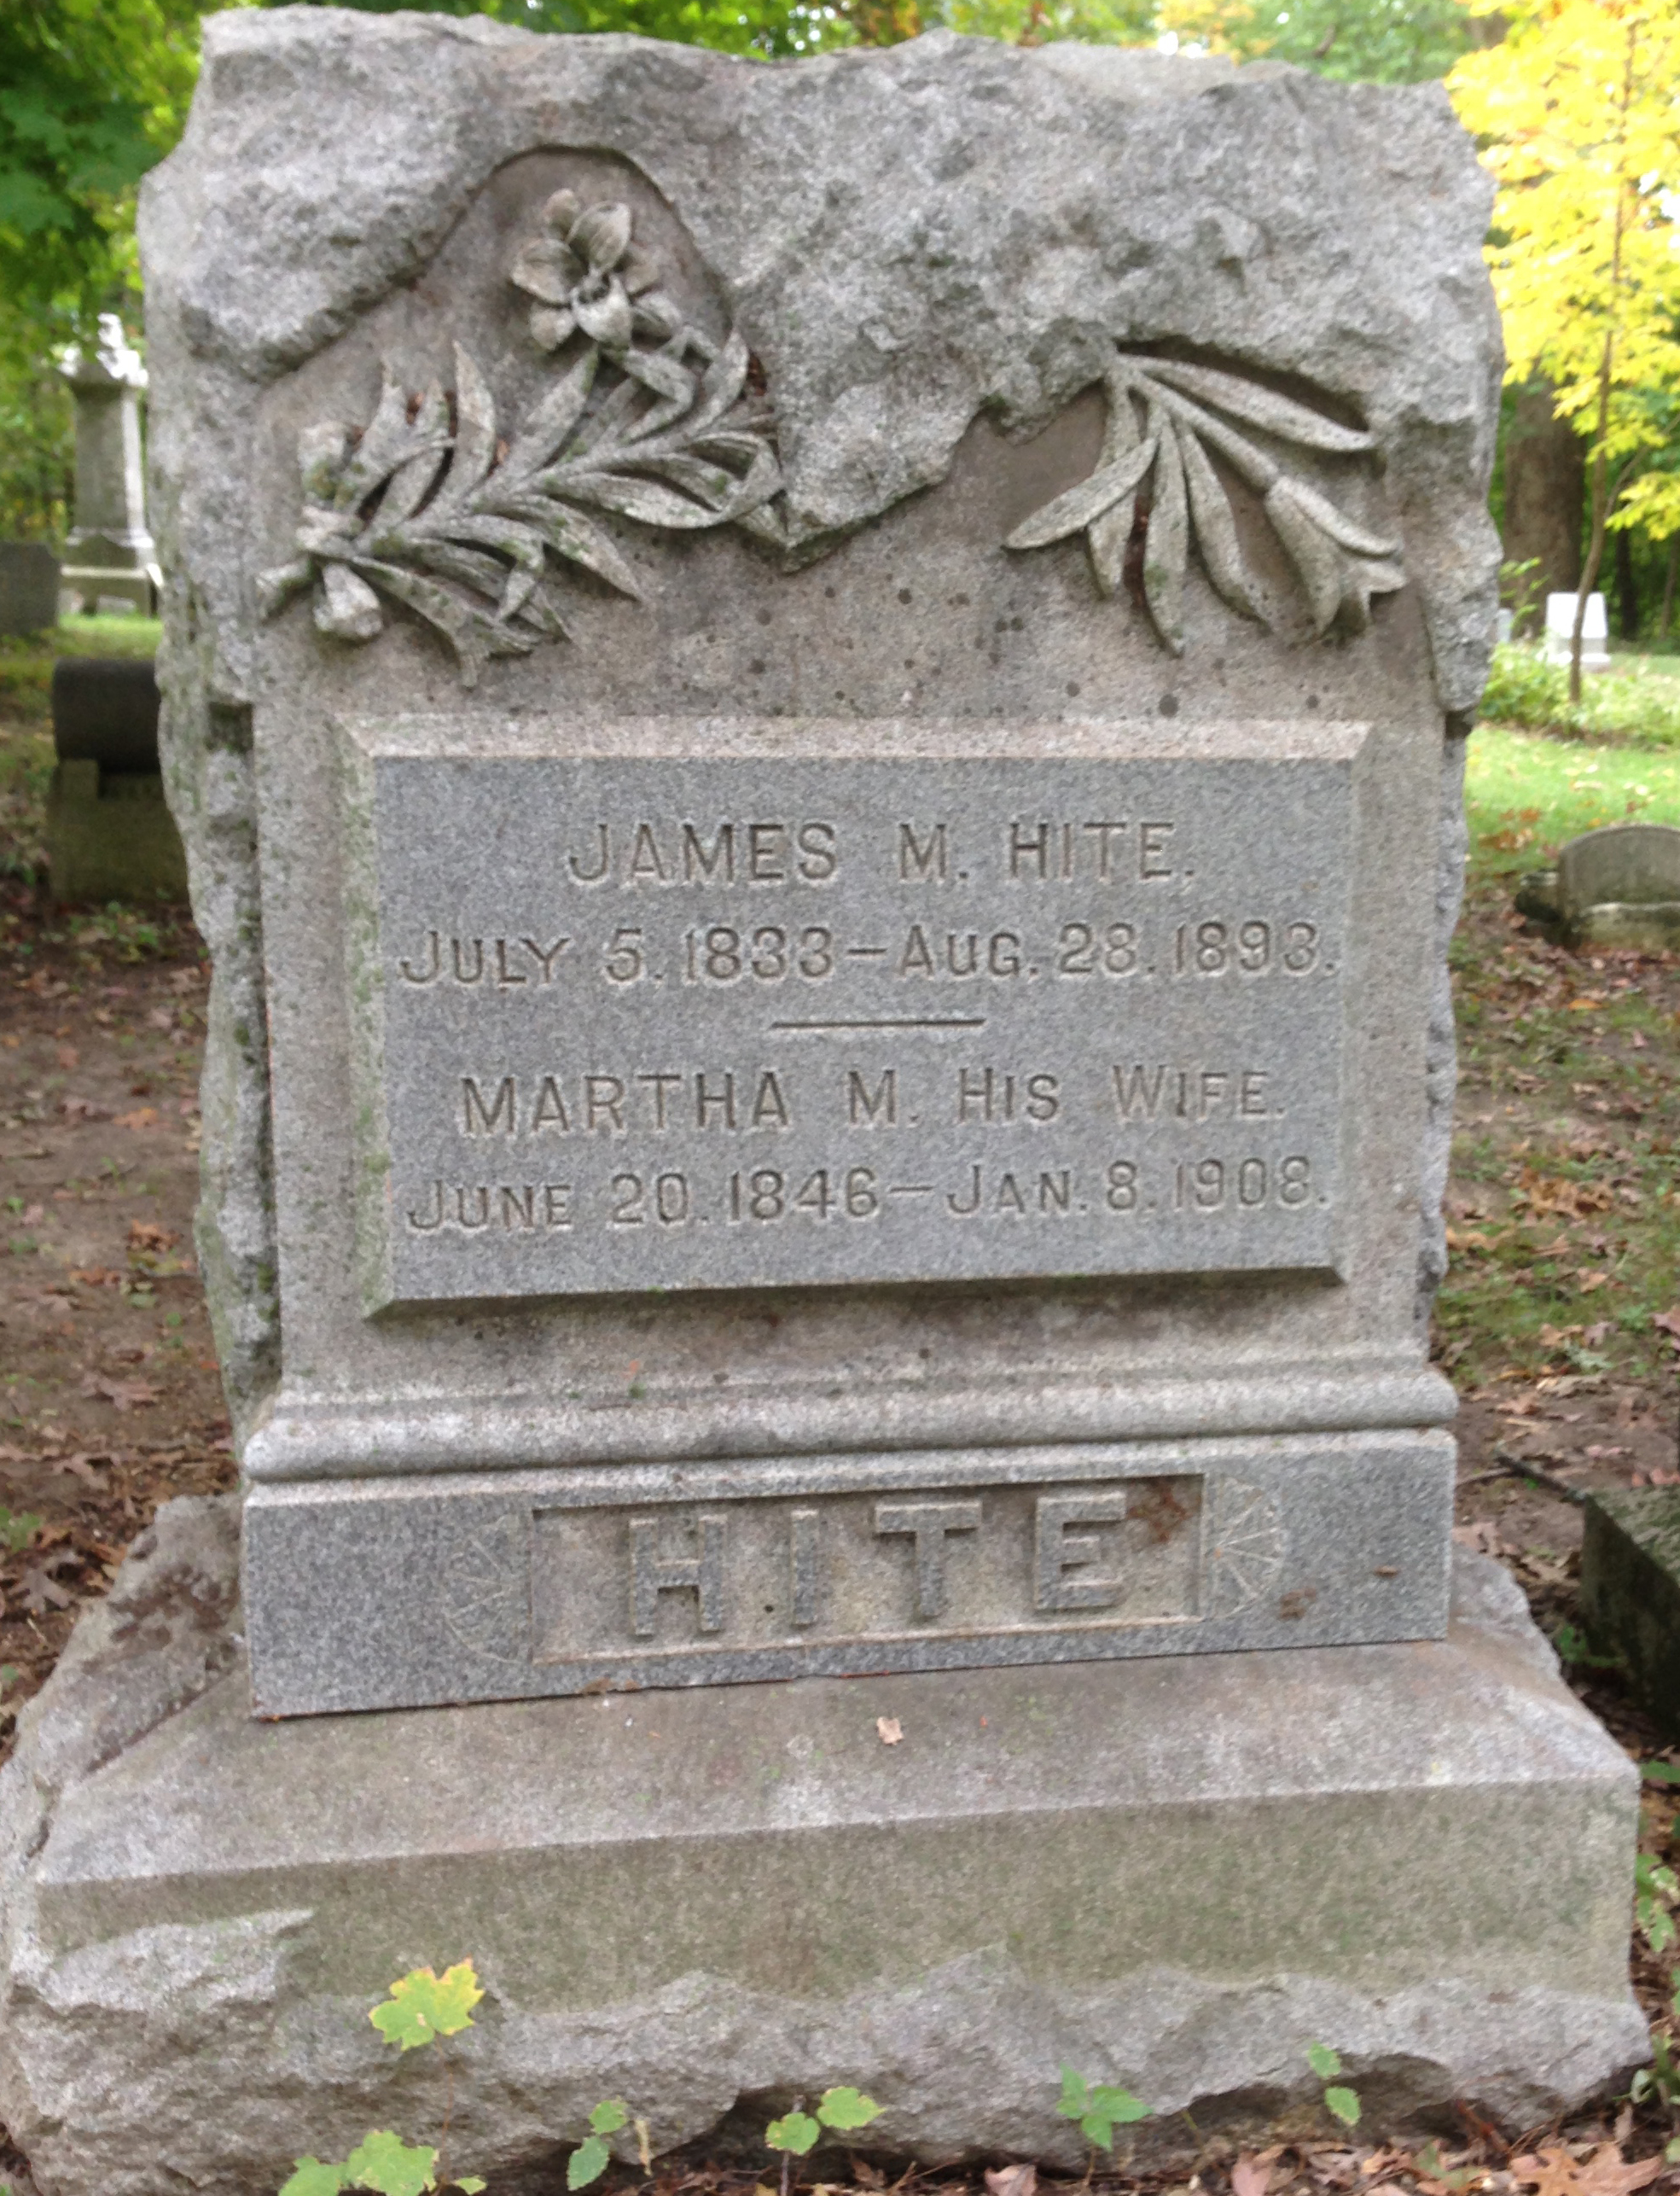 JAMES M. HITE.
JULY 5. 1833 – AUG. 28. 1893.
MARTHA M. HIS WIFE.
JUNE 20. 1846 – JAN. 8. 1908.
HITE